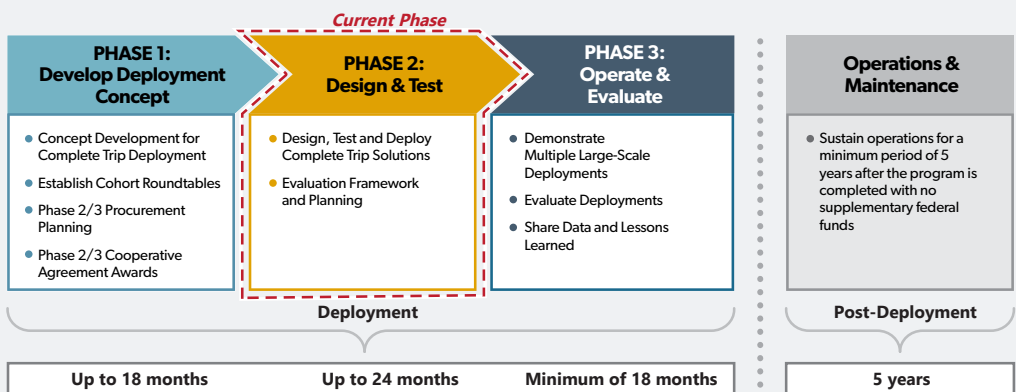 Current Phase
PHASE 1:
Develop Deployment
Concept
PHASE 2:
Design & Test
PHASE 3:
Operate &
Evaluate
Operations &
Maintenance
• Concept Development for
Complete Trip Deployment
• Establish Cohort Roundtables
• Phase 2/3 Procurement
Planning
• Phase 2/3 Cooperative
Agreement Awards
• Design, Test and Deploy
Complete Trip Solutions
• Evaluation Framework
and Planning
• Demonstrate
Multiple Large-Scale
Deployments
• Evaluate Deployments
• Share Data and Lessons
Learned
• Sustain operations for a
minimum period of 5
years after the program is
completed with no
supplementary federal
funds
Deployment
Post-Deployment
Up to 18 months
Up to 24 months
Minimum of 18 months
5 years